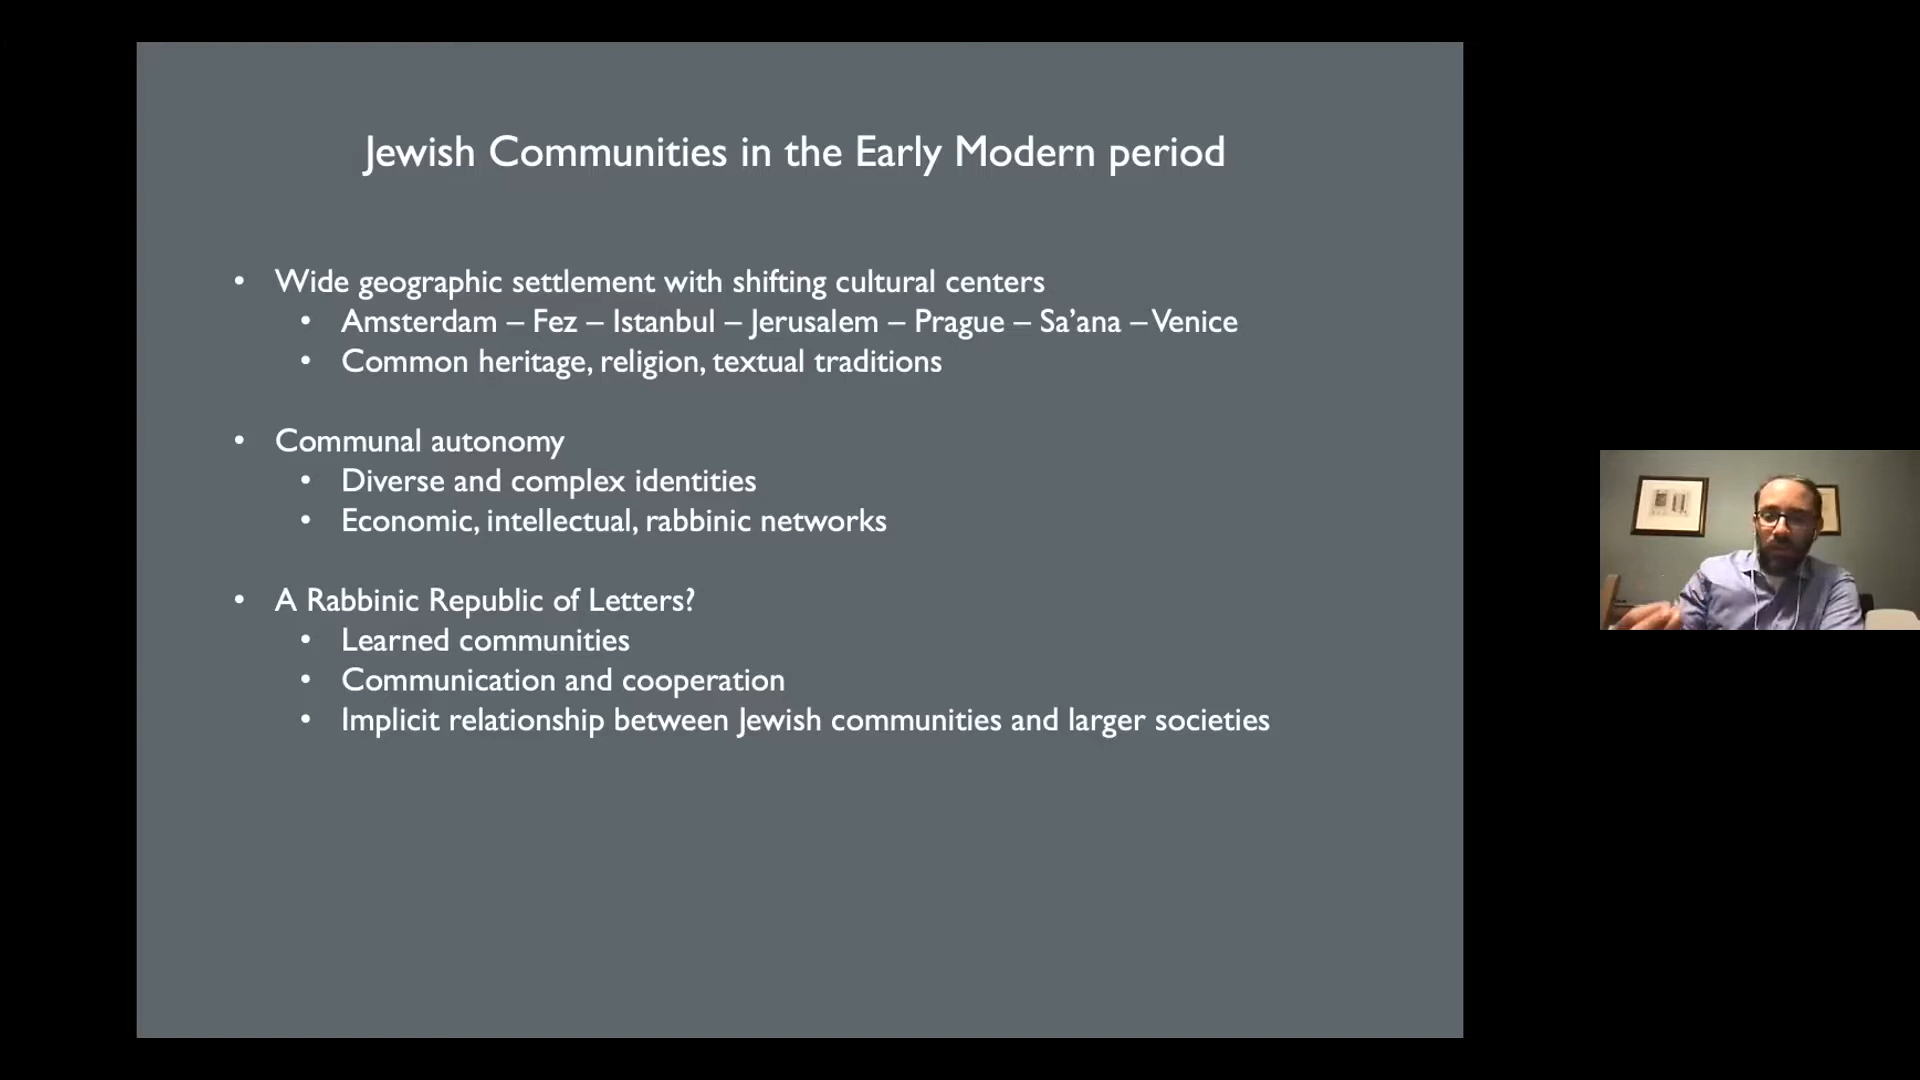 Jewish Communities in the Early Modern period
• Wide geographic settlement with shifting cultural centers
• Amsterdam – Fez – Istanbul – Jerusalem – Prague – Sa’ana – Venice
• Common heritage, religion, textual traditions
• Communal autonomy
• Diverse and complex identities
• Economic, intellectual, rabbinic networks
• A Rabbinic Republic of Letters?
• Learned communities
• Communication and cooperation
• Implicit relationship between Jewish communities and larger societies